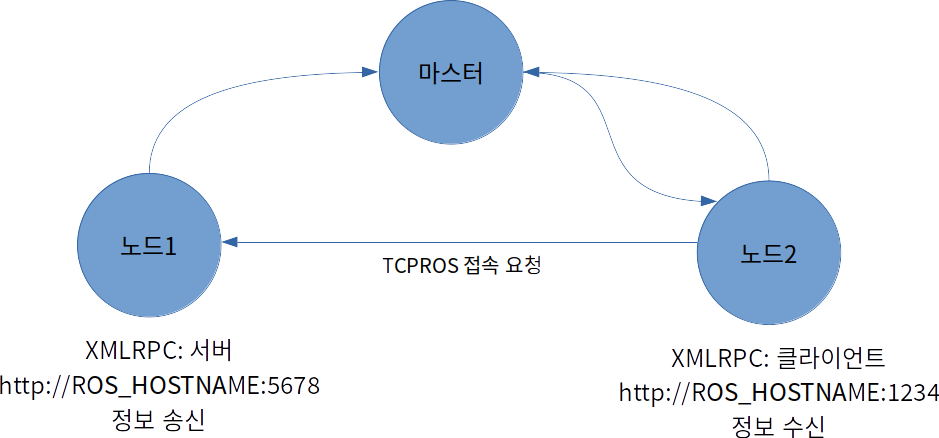 마스터
노드1
노드2
TCPROS 접속 요청
XMLRPC: 서버
http://ROS_HOSTNAME:5678
정보 송신
XMLRPC: 클라이언트
http://ROS_HOSTNAME:1234
정보 수신